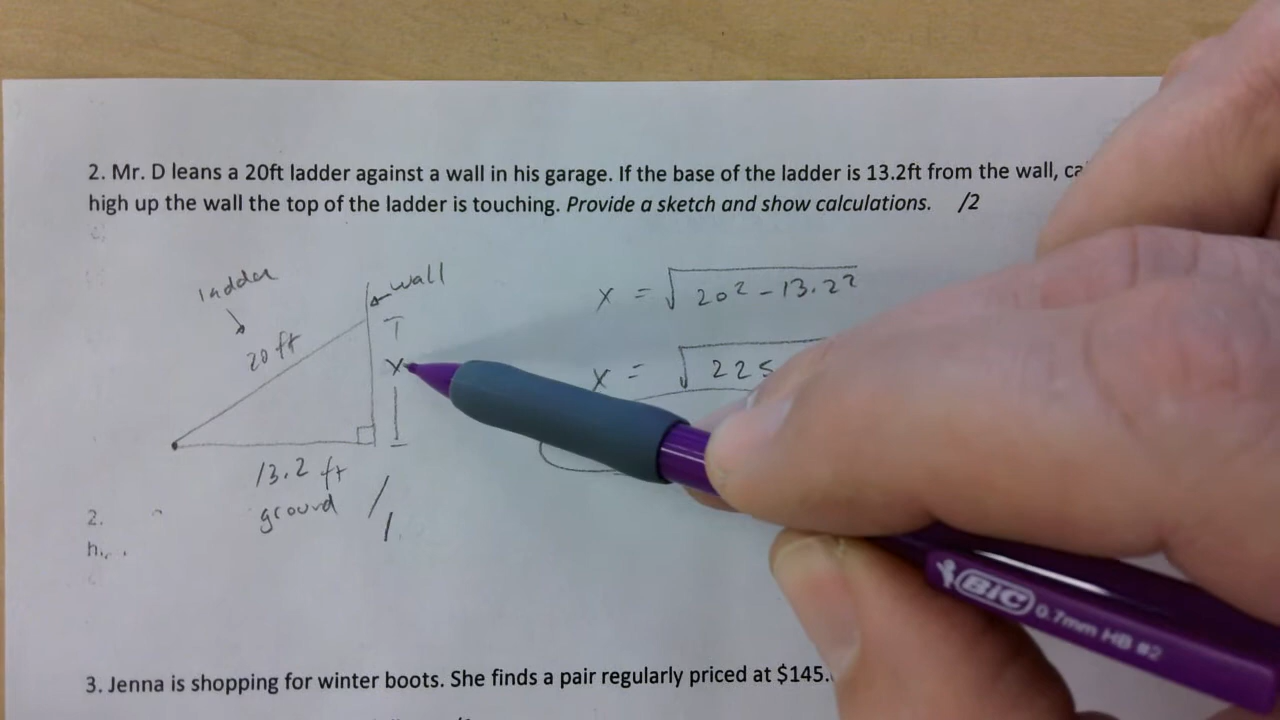 2. Mr. D leans a 20ft ladder against a wall in his garage. If the base of the ladder is 13.2ft from the wall,
high up the wall the top of the ladder is touching. Provide a sketch and show calculations. /2
ladder
wall
20 ft
x
13.2 ft
ground
/1
x = √20² - 13.2²
x = √225
2.
h
3. Jenna is shopping for winter boots. She finds a pair regularly priced at $145.
BIC 0.7mm HB #2